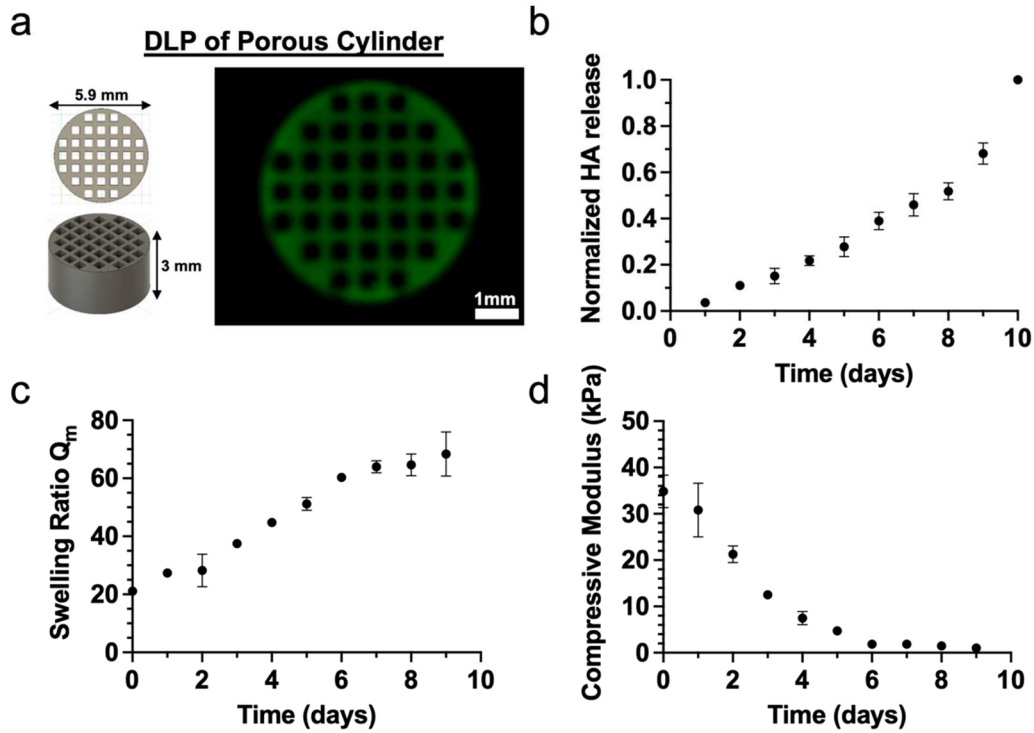 a
DLP of Porous Cylinder
5.9 mm
3 mm
1mm
b
Normalized HA release
1.0
0.8
0.6
0.4
0.2
0.0
0 2 4 6 8 10
Time (days)
c
Swelling Ratio Qm
80
60
40
20
0
0 2 4 6 8 10
Time (days)
d
Compressive Modulus (kPa)
50
40
30
20
10
0
0 2 4 6 8 10
Time (days)